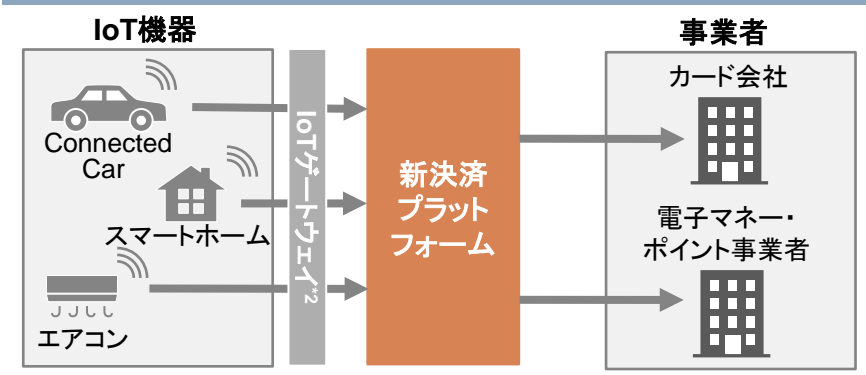 IoT機器
Connected
Car
スマートホーム
エアコン
IoTゲートウェイ*2
新決済
プラット
フォーム
事業者
カード会社
電子マネー・
ポイント事業者